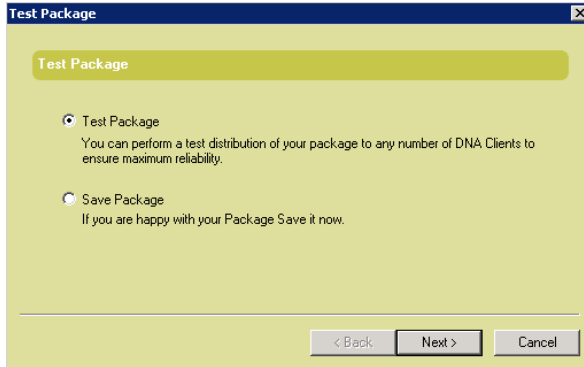 Test Package
Test Package
Test Package
You can perform a test distribution of your package to any number of DNA Clients to
ensure maximum reliability.
Save Package
If you are happy with your Package Save it now.
< Back
Next >
Cancel